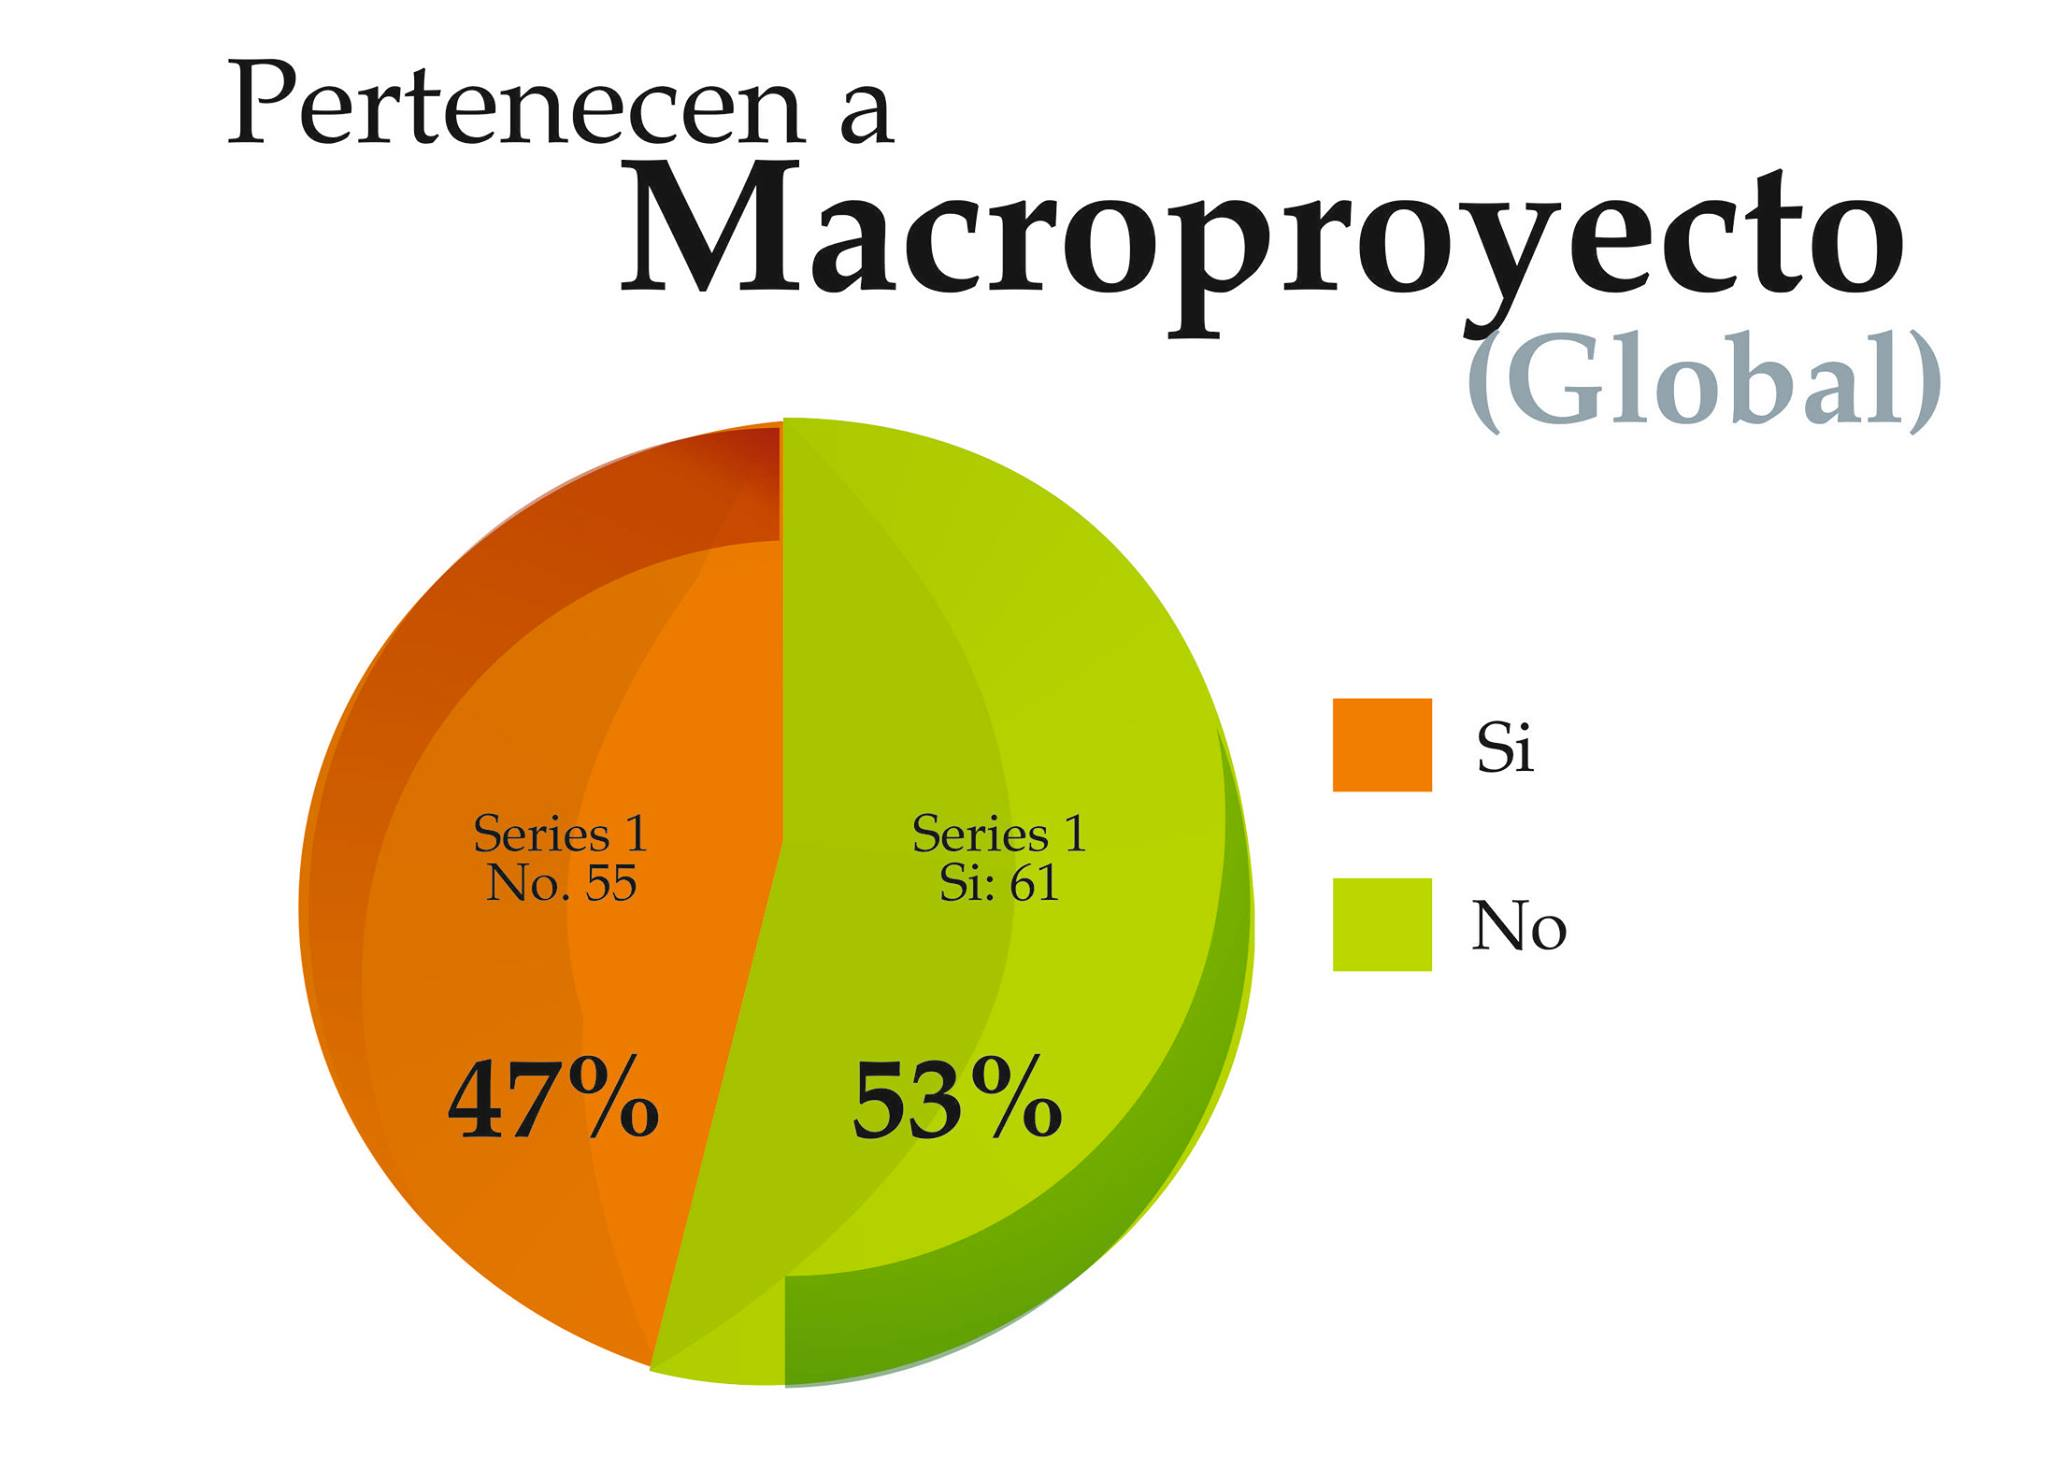 Pertenecen a
Macroproyecto
(Global)
Series 1
No. 55
47%
Series 1
Si: 61
53%
Si
No